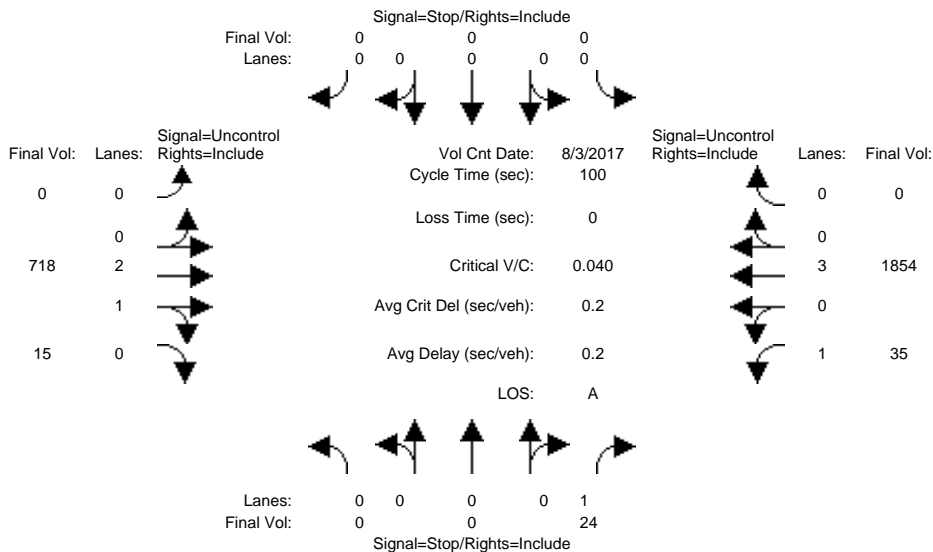 Signal=Stop/Rights=Include
Final Vol: 0 0 0
Lanes: 0 0 0 0 0
Signal=Uncontrol
Final Vol: Lanes: Rights=Include
Vol Cnt Date: 8/3/2017
Signal=Uncontrol
Rights=Include Lanes: Final Vol:
Cycle Time (sec): 100
0 0
0 0
Loss Time (sec): 0
0
0
718 2
Critical V/C: 0.040
3 1854
1
Avg Crit Del (sec/veh): 0.2
0
15 0
Avg Delay (sec/veh): 0.2
1 35
LOS: A
Lanes: 0 0 0 0 1
Final Vol: 0 0 24
Signal=Stop/Rights=Include